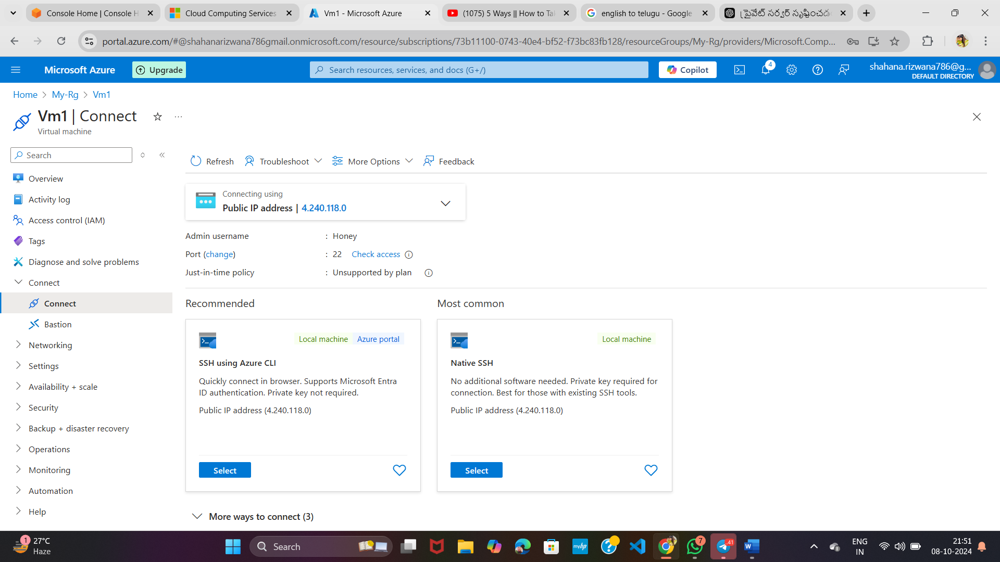 Console Home | Console H
Cloud Computing Services
Vm1 - Microsoft Azure
(1075) 5 Ways || How to Tak
english to telugu - Google
ప్రైవేట్ సర్వర్ సృష్టించడం
portal.azure.com/#@shahanarizwana786gmail.onmicrosoft.com/resource/subscriptions/73b11100-0743-40e4-bf52-f73bc83fb128/resourceGroups/My-Rg/providers/Microsoft.Comp...
Microsoft Azure
Upgrade
Search resources, services, and docs (G+/)
Copilot
4
shahana.rizwana786@g...
DEFAULT DIRECTORY
Home > My-Rg > Vm1
Vm1 | Connect
Virtual machine
Search
Overview
Activity log
Access control (IAM)
Tags
Diagnose and solve problems
Connect
Connect
Bastion
Networking
Settings
Availability + scale
Security
Backup + disaster recovery
Operations
Monitoring
Automation
Help
Refresh
Troubleshoot
More Options
Feedback
Connecting using
Public IP address | 4.240.118.0
Admin username : Honey
Port (change) : 22 Check access
Just-in-time policy : Unsupported by plan
Recommended
Local machine Azure portal
SSH using Azure CLI
Quickly connect in browser. Supports Microsoft Entra
ID authentication. Private key not required.
Public IP address (4.240.118.0)
Select
Most common
Local machine
Native SSH
No additional software needed. Private key required for
connection. Best for those with existing SSH tools.
Public IP address (4.240.118.0)
Select
More ways to connect (3)
1
27°C
Haze
Search
myhp
7
41
ENG
IN
21:51
08-10-2024